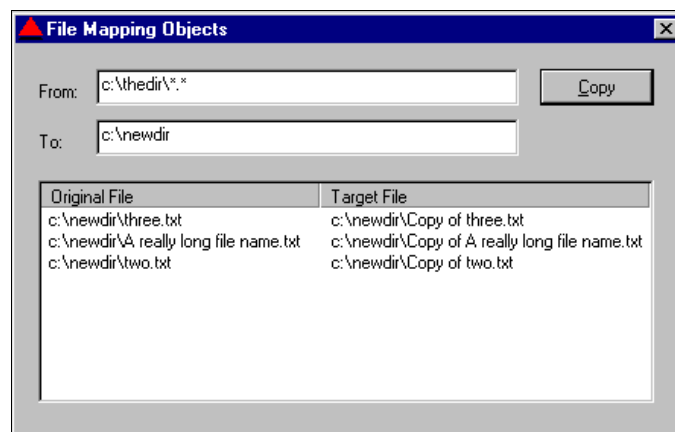 File Mapping Objects
From: c:\thedir\*.* Copy
To: c:\newdir
Original File Target File
c:\newdir\three.txt c:\newdir\Copy of three.txt
c:\newdir\A really long file name.txt c:\newdir\Copy of A really long file name.txt
c:\newdir\two.txt c:\newdir\Copy of two.txt